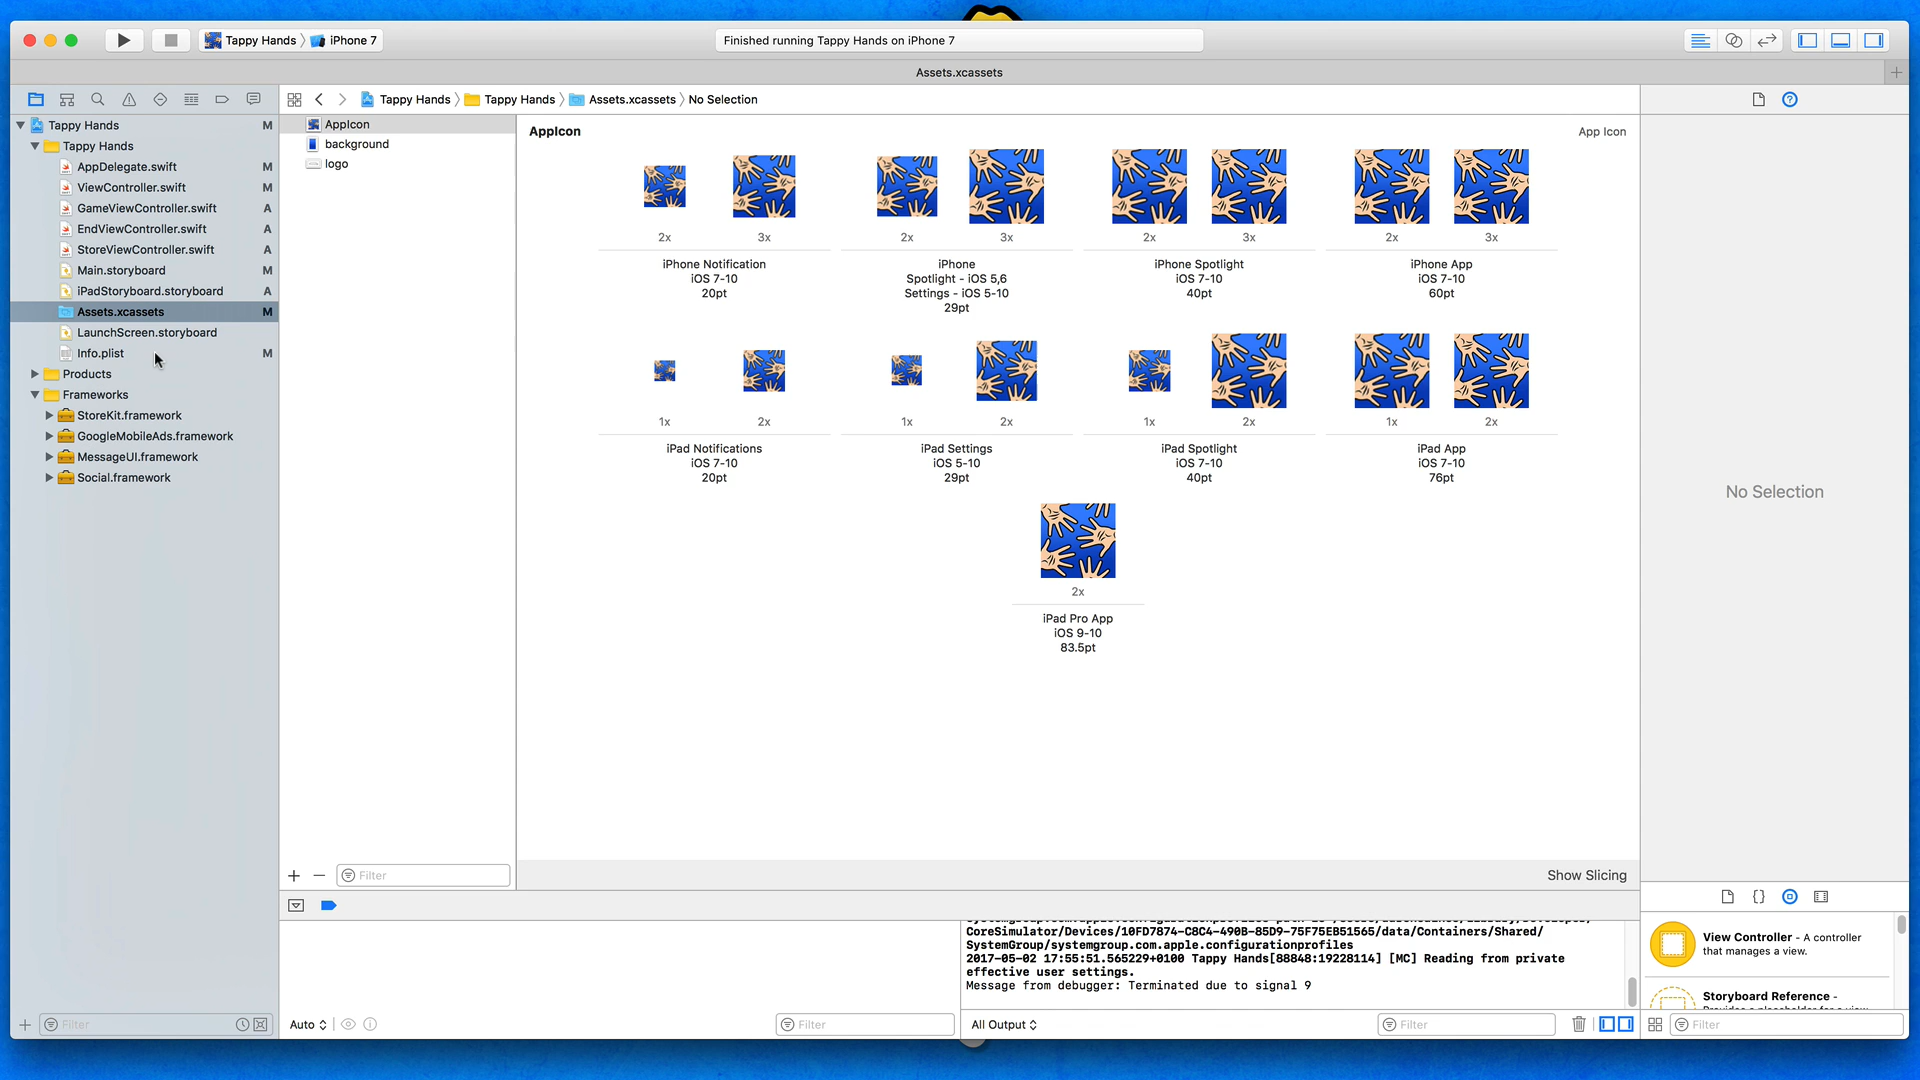 Tappy Hands
iPhone 7
Finished running Tappy Hands on iPhone 7
Assets.xcassets
Tappy Hands
Tappy Hands
Assets.xcassets
No Selection
Tappy Hands M
Tappy Hands
AppDelegate.swift M
ViewController.swift M
GameViewController.swift A
EndViewController.swift A
StoreViewController.swift A
Main.storyboard M
iPadStoryboard.storyboard A
Assets.xcassets M
LaunchScreen.storyboard
Info.plist M
Products
Frameworks
StoreKit.framework
GoogleMobileAds.framework
MessageUI.framework
Social.framework
Filter
AppIcon
background
logo
Filter
AppIcon
App Icon
2x 3x
iPhone Notification
iOS 7-10
20pt
2x 3x
iPhone
Spotlight - iOS 5,6
Settings - iOS 5-10
29pt
2x 3x
iPhone Spotlight
iOS 7-10
40pt
2x 3x
iPhone App
iOS 7-10
60pt
1x 2x
iPad Notifications
iOS 7-10
20pt
1x 2x
iPad Settings
iOS 5-10
29pt
1x 2x
iPad Spotlight
iOS 7-10
40pt
1x 2x
iPad App
iOS 7-10
76pt
2x
iPad Pro App
iOS 9-10
83.5pt
Show Slicing
Auto
Filter
CoreSimulator/Devices/10FD7874-C8C4-490B-85D9-75F75EB51565/data/Containers/Shared/
SystemGroup/systemgroup.com.apple.configurationprofiles
2017-05-02 17:55:51.565229+0100 Tappy Hands[88848:19228114] [MC] Reading from private
effective user settings.
Message from debugger: Terminated due to signal 9
All Output
Filter
No Selection
View Controller - A controller
that manages a view.
Storyboard Reference -
Filter